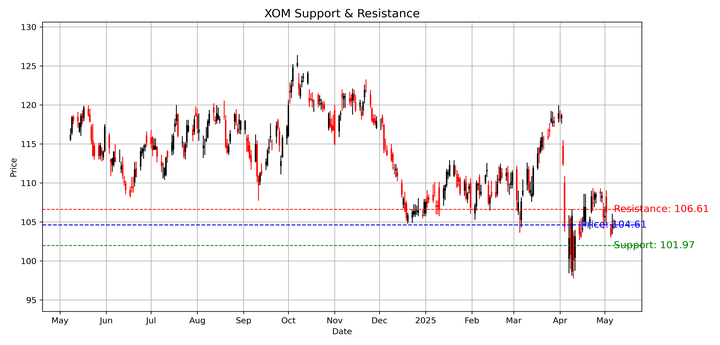 XOM Support & Resistance
130
125
120
115
110
105
100
95
Price
Resistance: 106.61
Price: 104.61
Support: 101.97
May Jun Jul Aug Sep Oct Nov Dec 2025 Feb Mar Apr May
Date